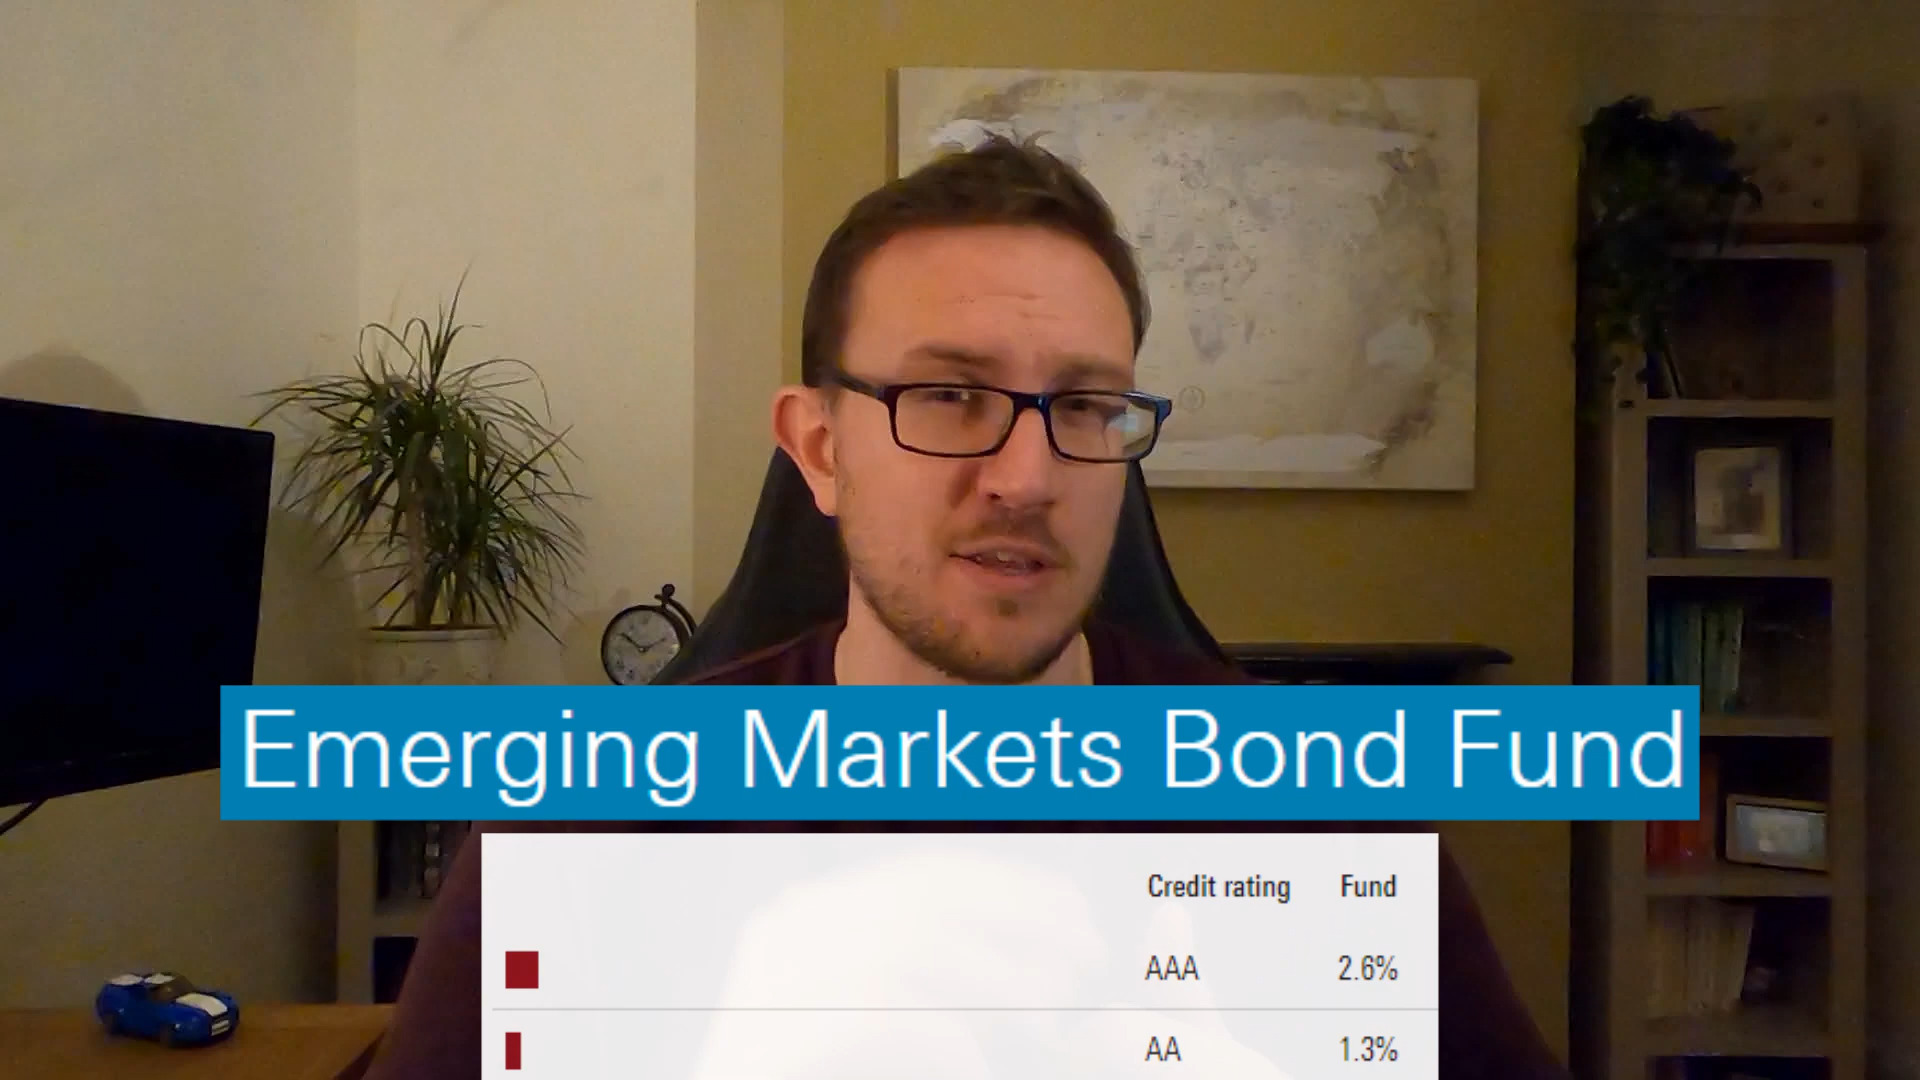 Emerging Markets Bond Fund
Credit rating Fund
AAA 2.6%
AA 1.3%